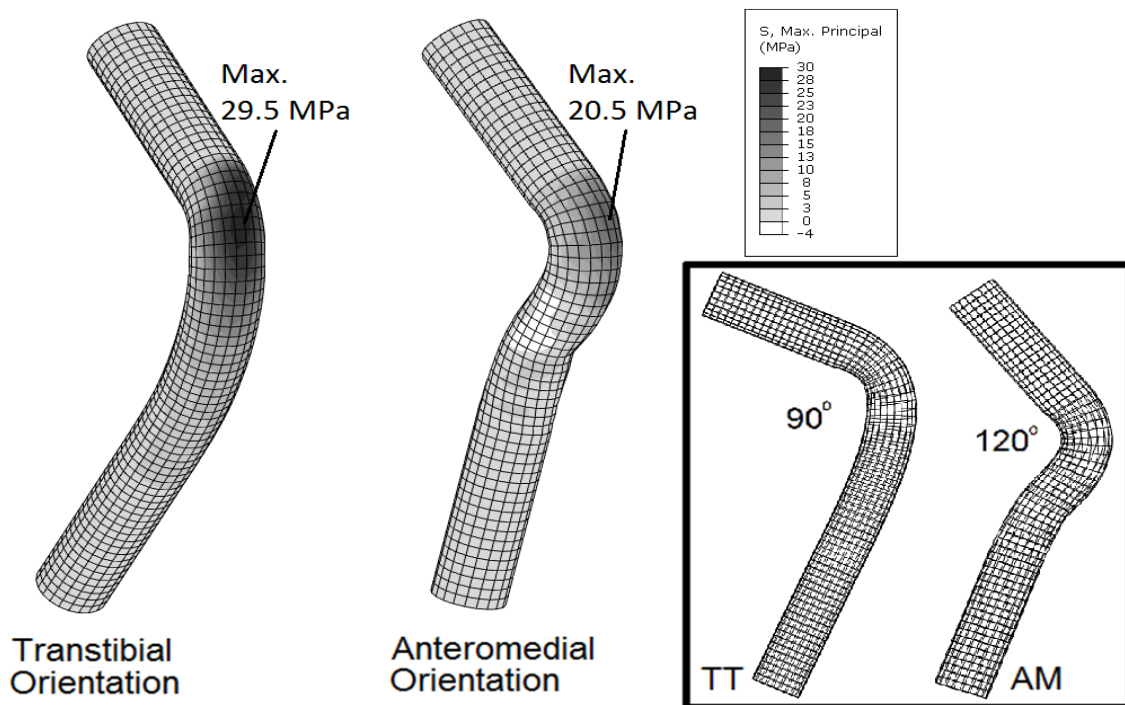 Max.
29.5 MPa
Max.
20.5 MPa
S, Max. Principal
(MPa)
30
28
25
23
20
18
15
13
10
8
5
3
0
-4
Transtibial
Orientation
Anteromedial
Orientation
90°
120°
TT
AM